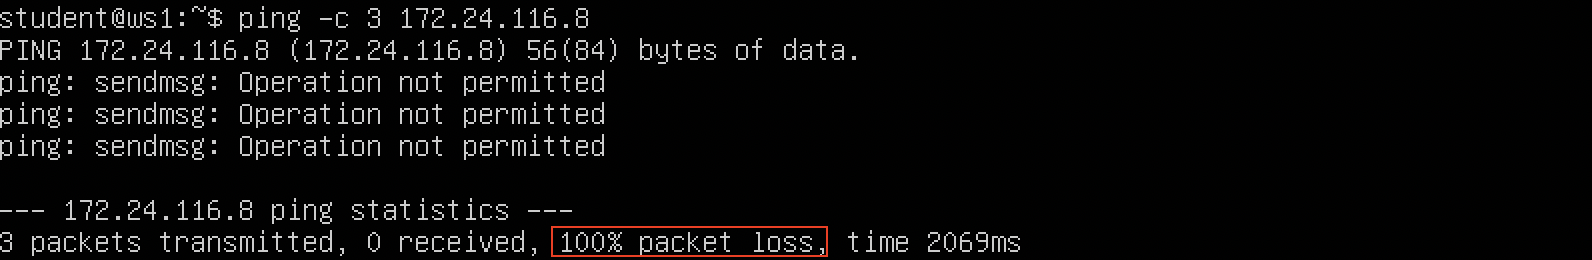 student@ws1:~$ ping -c 3 172.24.116.8
PING 172.24.116.8 (172.24.116.8) 56(84) bytes of data.
ping: sendmsg: Operation not permitted
ping: sendmsg: Operation not permitted
ping: sendmsg: Operation not permitted
--- 172.24.116.8 ping statistics ---
3 packets transmitted, 0 received, 100% packet loss, time 2069ms